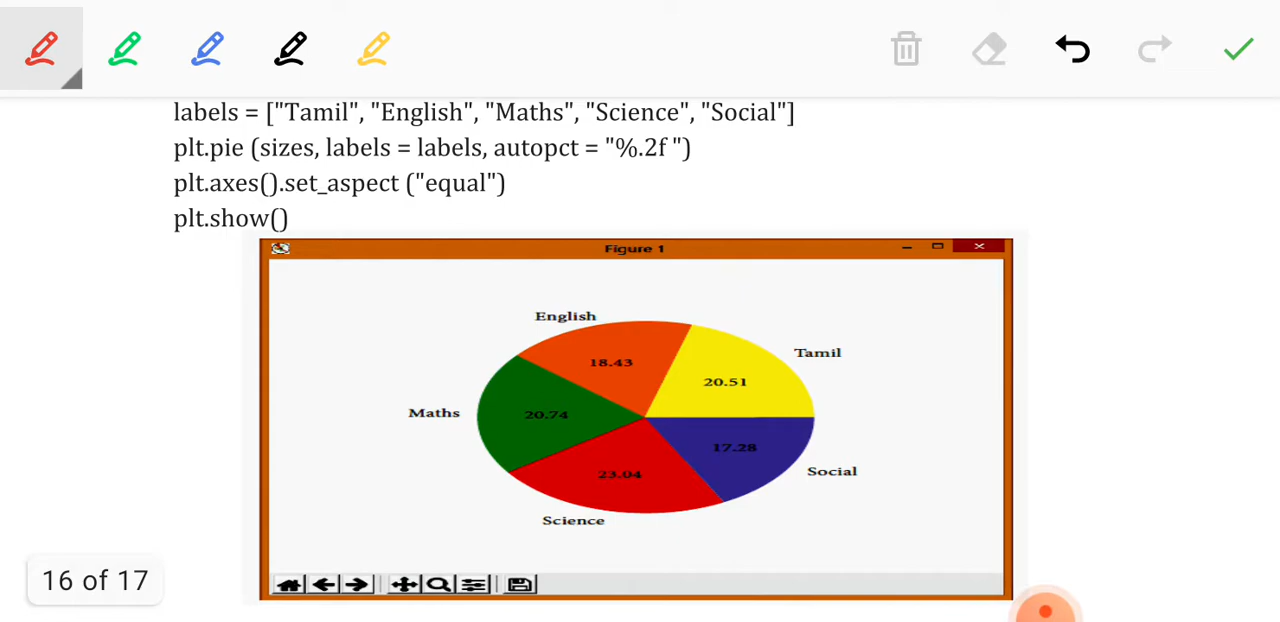 labels = ["Tamil", "English", "Maths", "Science", "Social"]
plt.pie (sizes, labels = labels, autopct = "%.2f ")
plt.axes().set_aspect ("equal")
plt.show()
Figure 1
English
Tamil
18.43
20.51
Maths
20.74
17.28
Social
23.04
Science
16 of 17